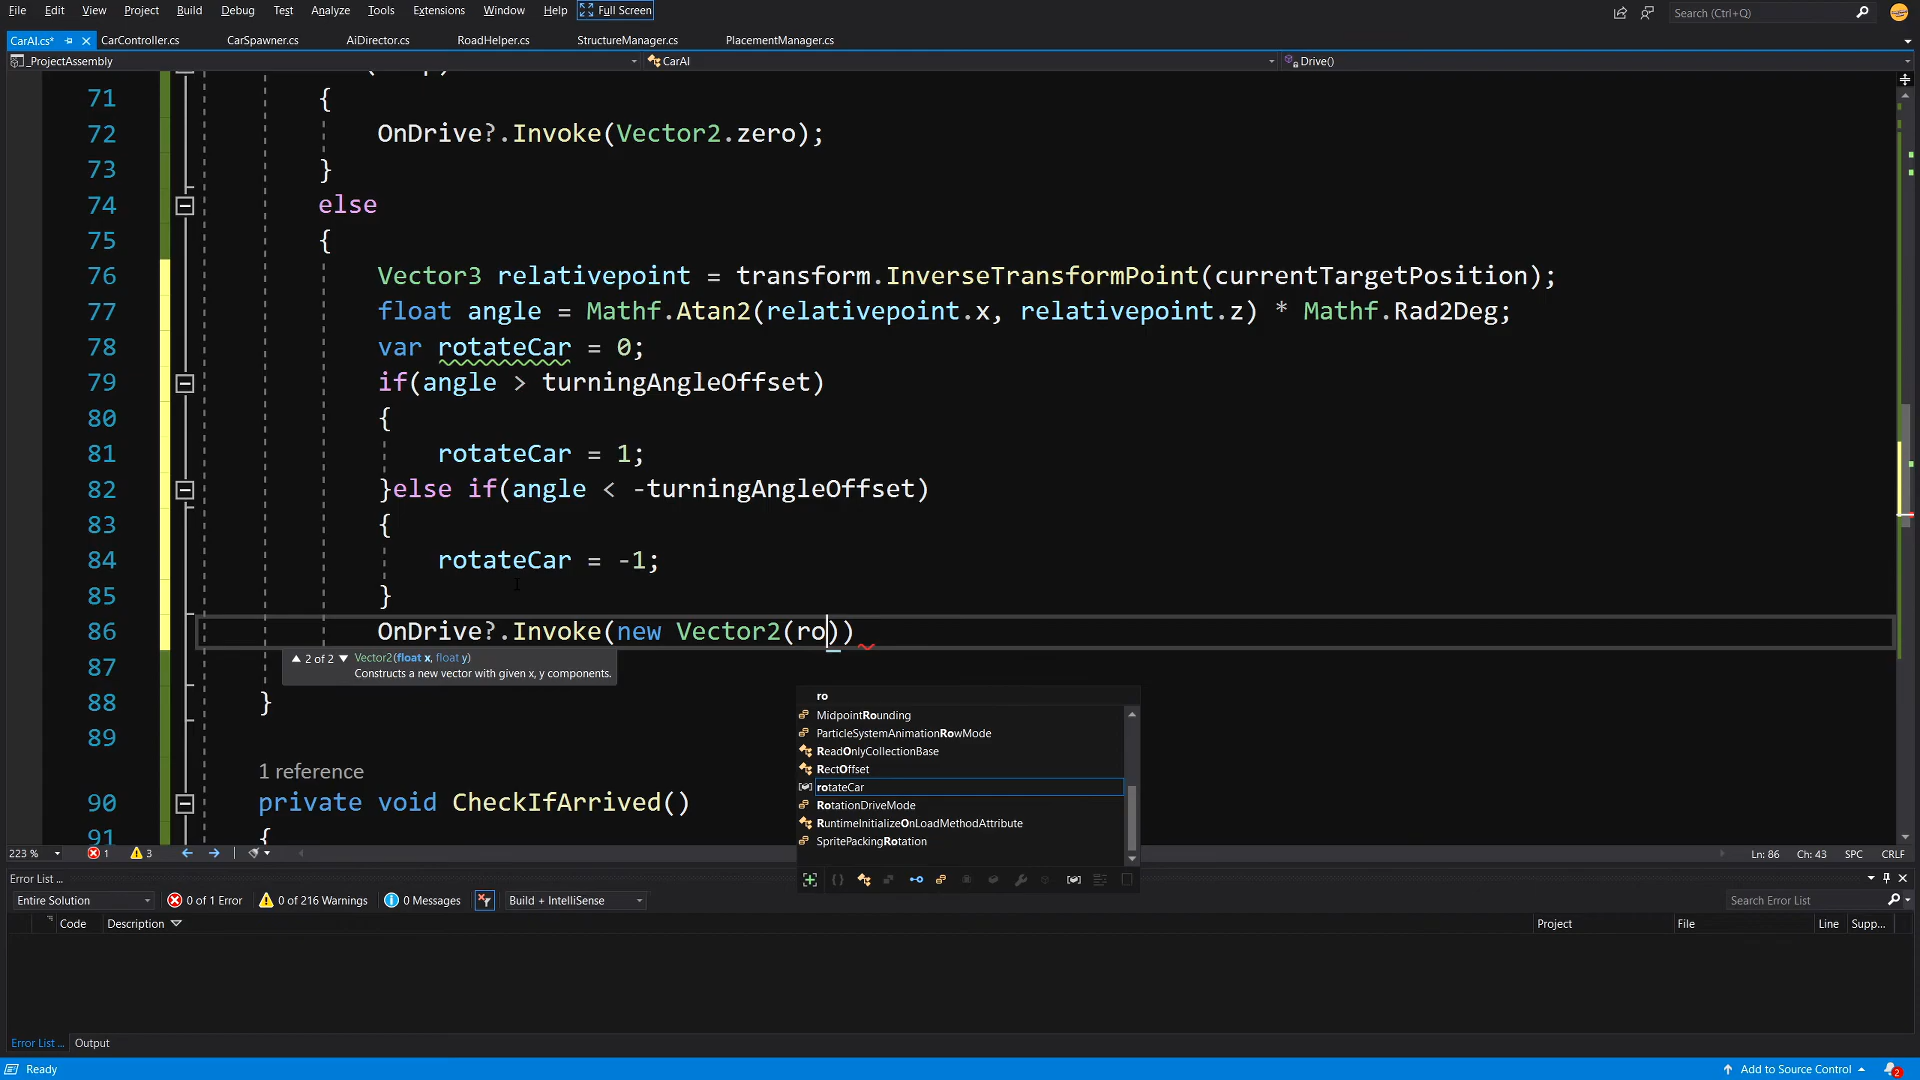 File Edit View Project Build Debug Test Analyze Tools Extensions Window Help Full Screen Search (Ctrl+Q)
CarAI.cs* CarController.cs CarSpawner.cs AiDirector.cs RoadHelper.cs StructureManager.cs PlacementManager.cs
_ProjectAssembly CarAI Drive()
71 {
72 OnDrive?.Invoke(Vector2.zero);
73 }
74 else
75 {
76 Vector3 relativepoint = transform.InverseTransformPoint(currentTargetPosition);
77 float angle = Mathf.Atan2(relativepoint.x, relativepoint.z) * Mathf.Rad2Deg;
78 var rotateCar = 0;
79 if(angle > turningAngleOffset)
80 {
81 rotateCar = 1;
82 }else if(angle < -turningAngleOffset)
83 {
84 rotateCar = -1;
85 }
86 OnDrive?.Invoke(new Vector2(ro))
87 ▲ 2 of 2 ▼ Vector2(float x, float y)
Constructs a new vector with given x, y components.
88 }
ro
MidpointRounding
ParticleSystemAnimationRowMode
ReadOnlyCollectionBase
RectOffset
rotateCar
RotationDriveMode
RuntimeInitializeOnLoadMethodAttribute
SpritePackingRotation
89
1 reference
90 private void CheckIfArrived()
91 {
223 % 1 3 Ln: 86 Ch: 43 SPC CRLF
Error List ...
Entire Solution 0 of 1 Error 0 of 216 Warnings 0 Messages Build + IntelliSense Search Error List
Code Description Project File Line Supp...
Error List ... Output
Ready Add to Source Control 2